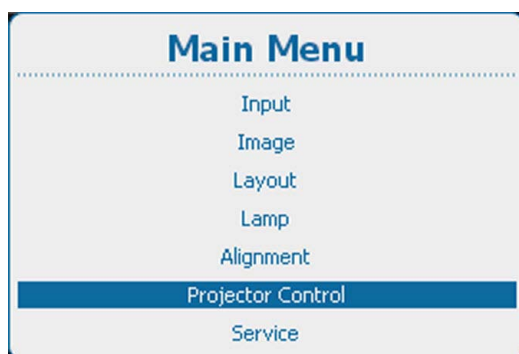 Main Menu
Input
Image
Layout
Lamp
Alignment
Projector Control
Service